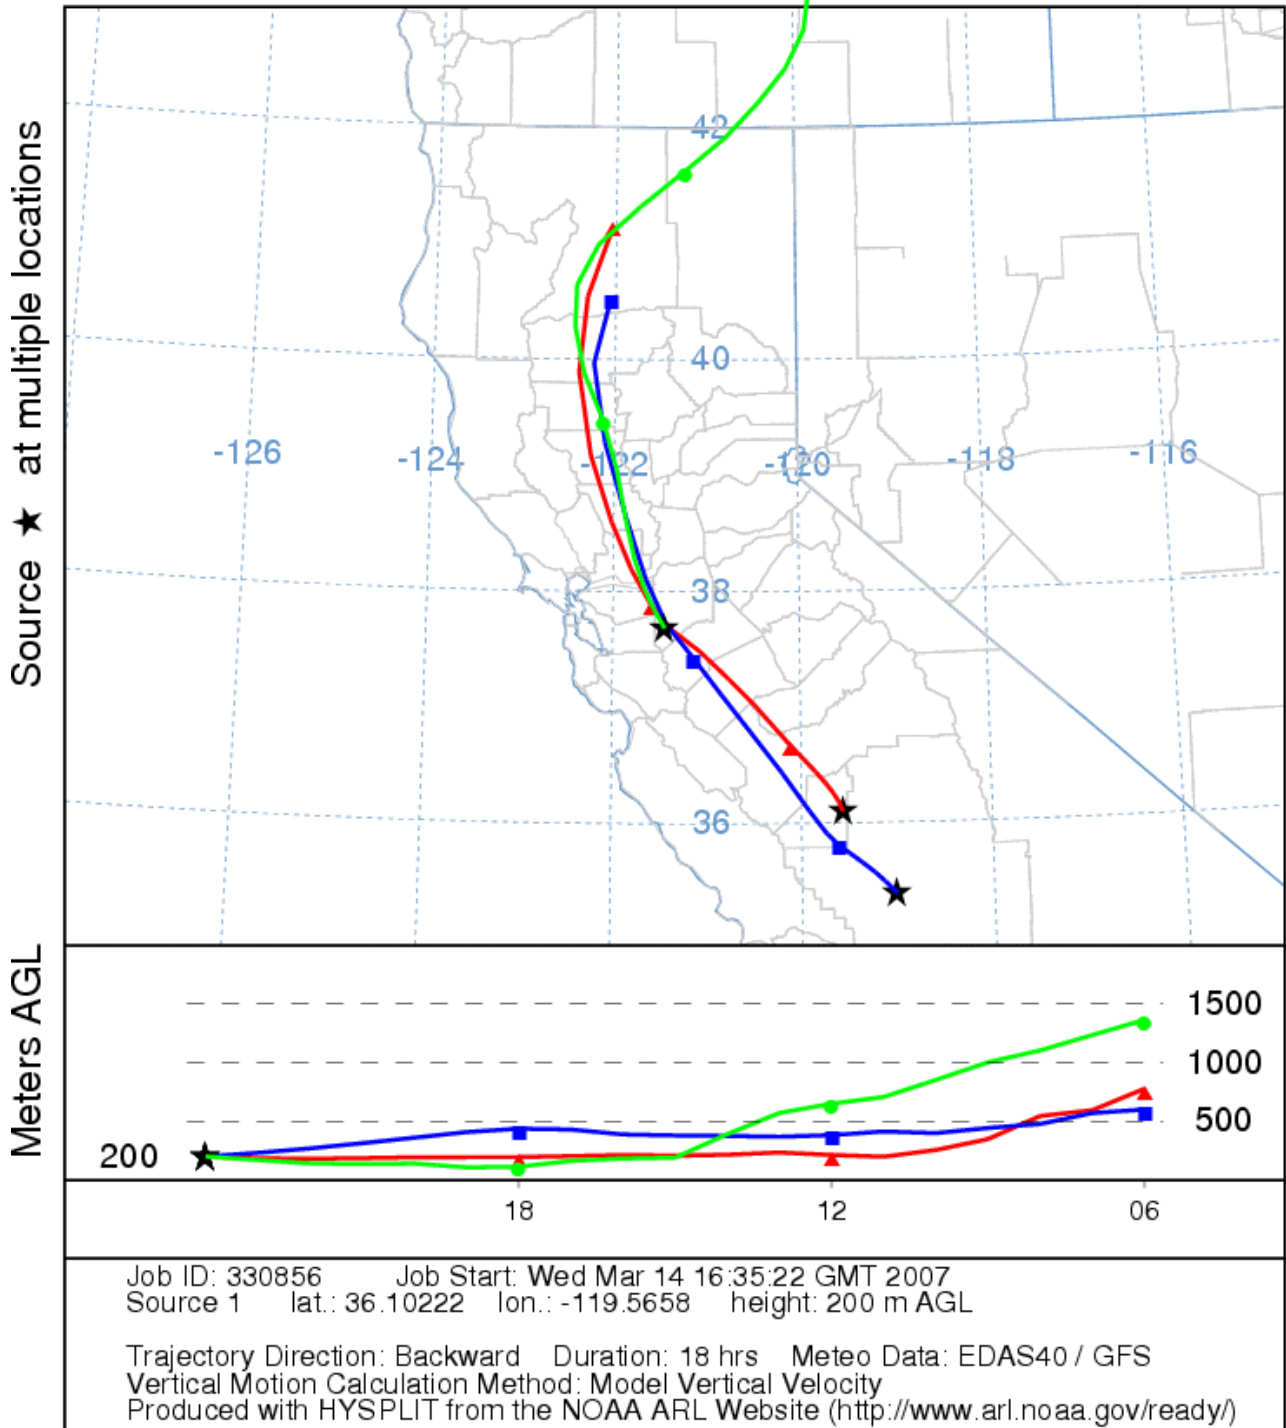 Source ★ at multiple locations
42
40
-126 -124 -122 -120 -118 -116
38
36
Meters AGL
1500
1000
500
200
18 12 06
Job ID: 330856 Job Start: Wed Mar 14 16:35:22 GMT 2007
Source 1 lat.: 36.10222 lon.: -119.5658 height: 200 m AGL
Trajectory Direction: Backward Duration: 18 hrs Meteo Data: EDAS40 / GFS
Vertical Motion Calculation Method: Model Vertical Velocity
Produced with HYSPLIT from the NOAA ARL Website (http://www.arl.noaa.gov/ready/)